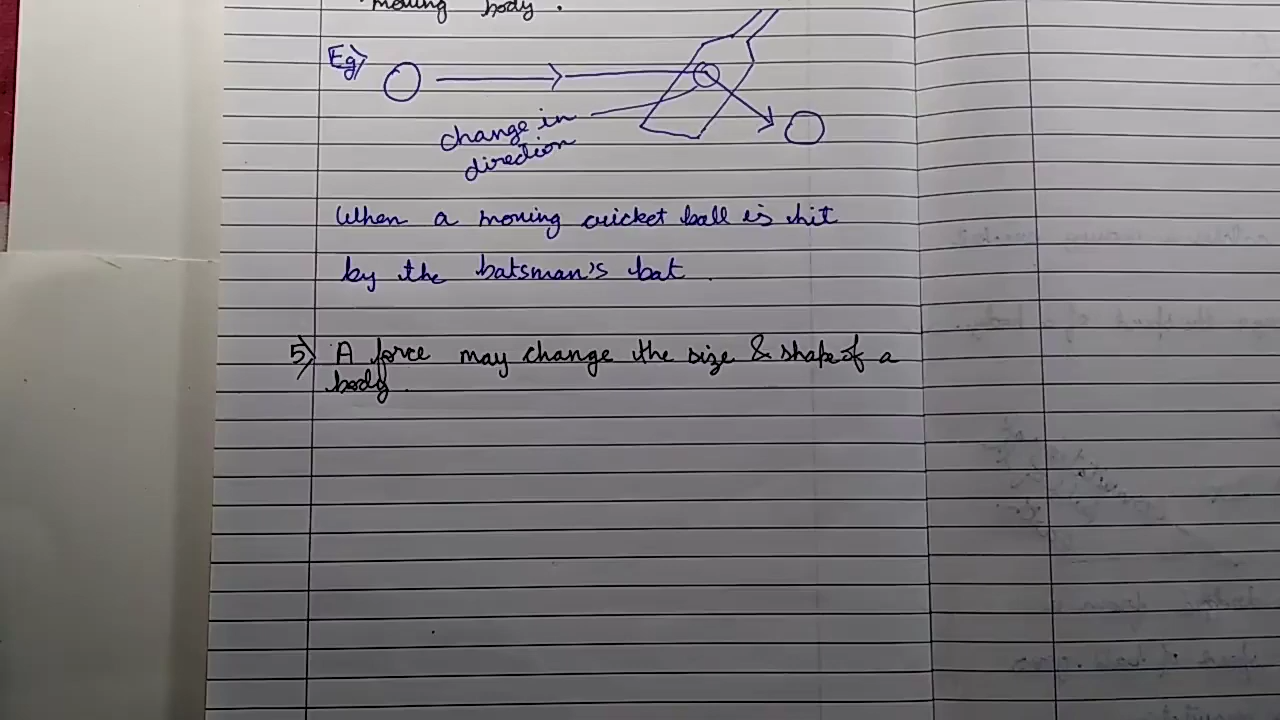 moving body.
Eg)
change in
direction
When a moving cricket ball is hit
by the batsman's bat.
5) A force may change the size & shape of a
body.